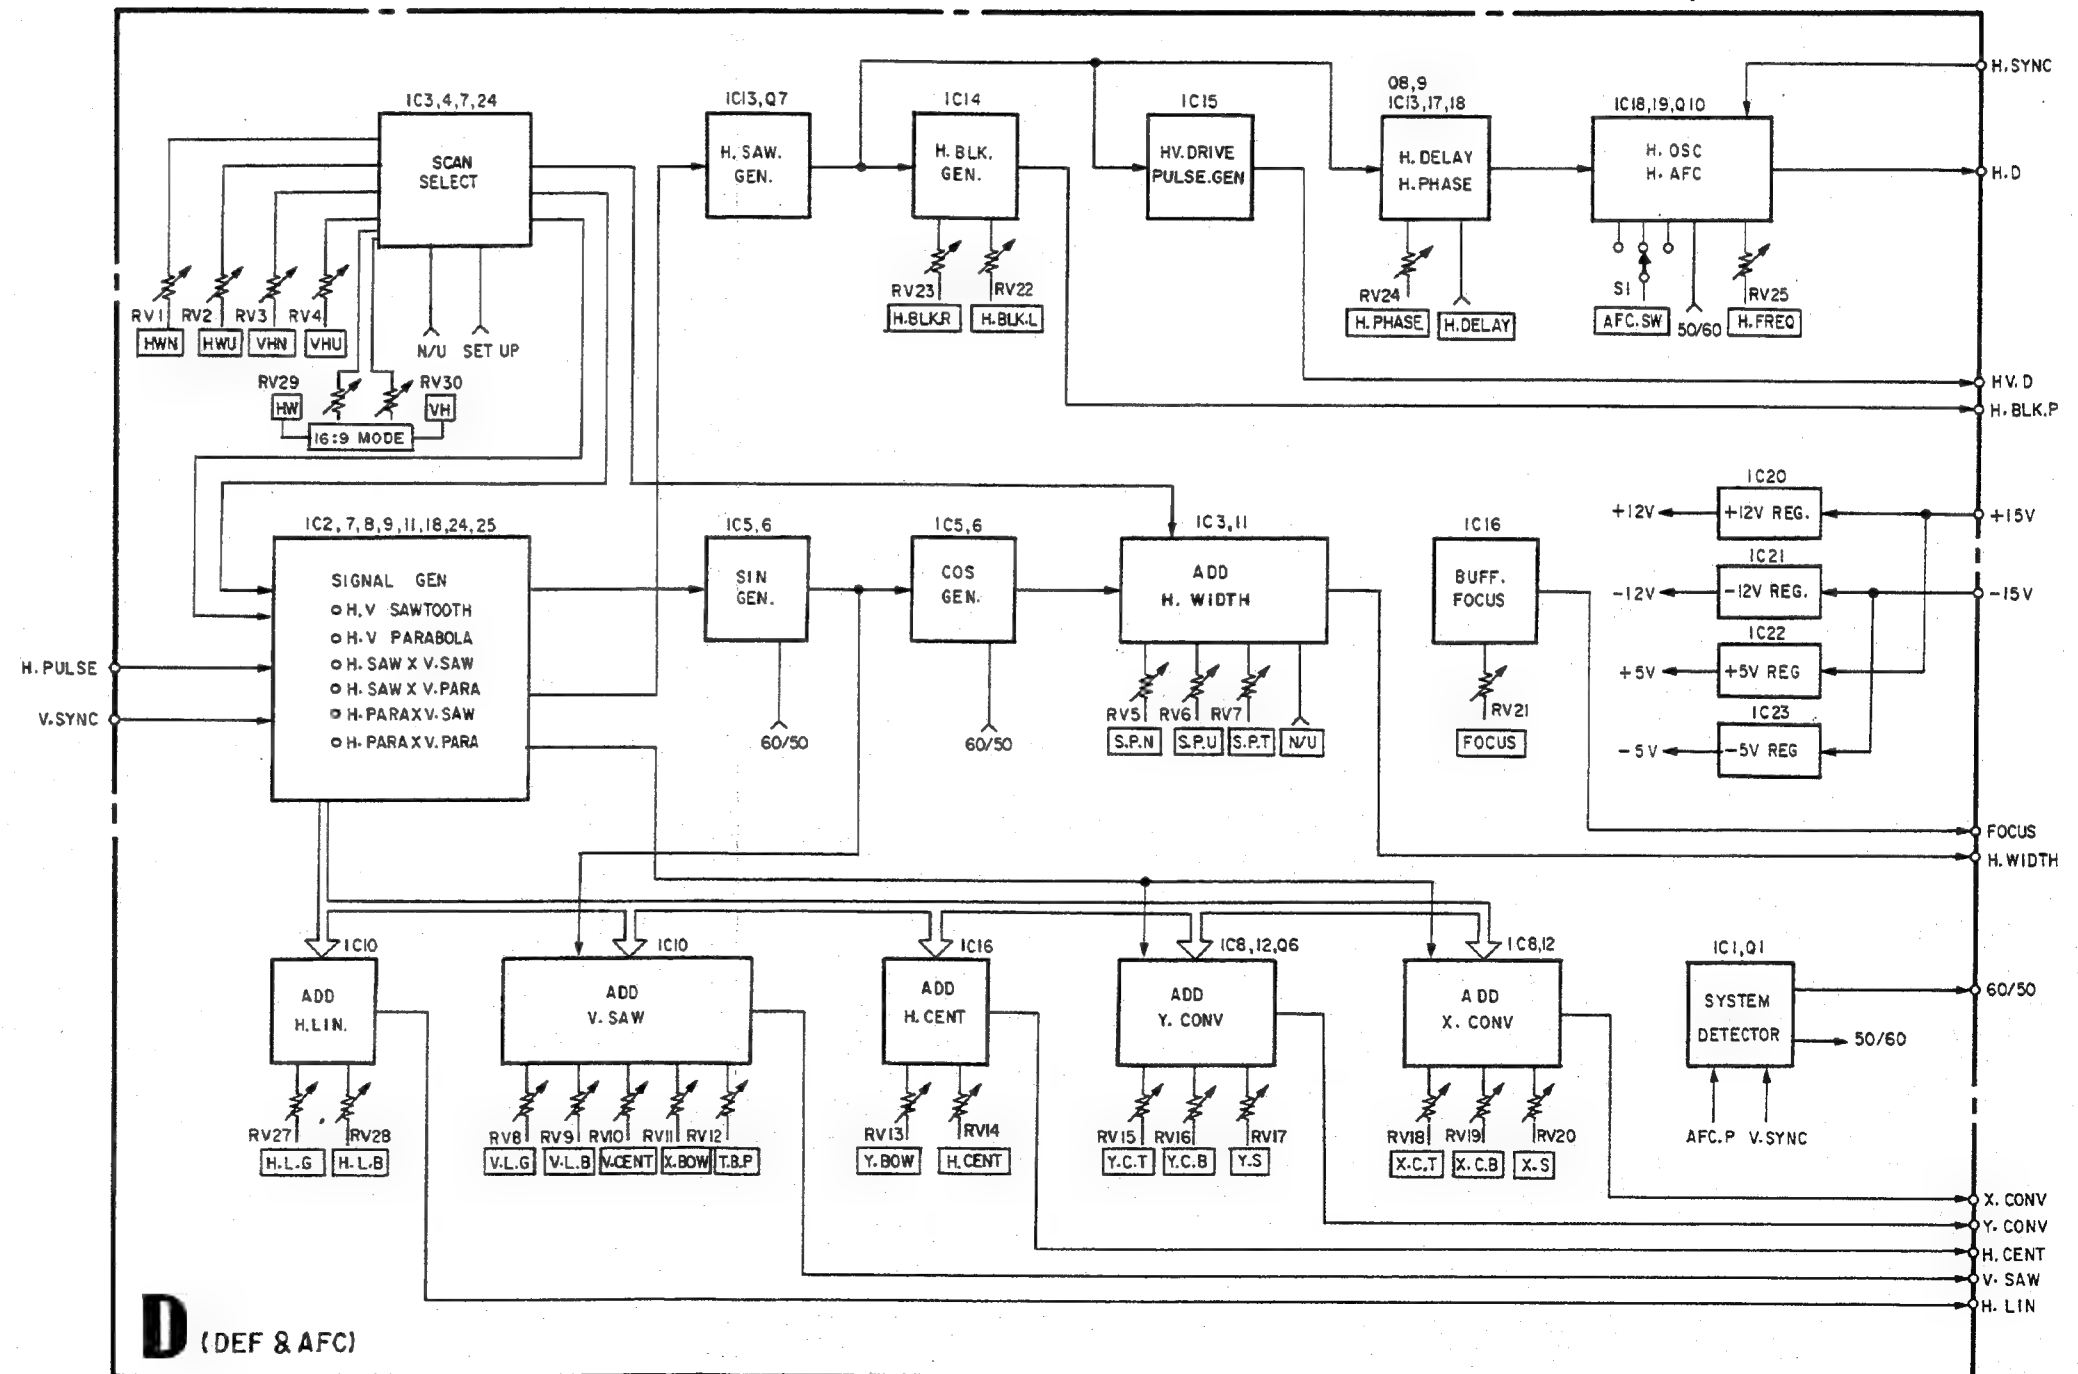 H.SYNC
Q8,9
IC3,4,7,24
IC13,Q7
IC14
IC15
IC13,17,18
IC18,19,Q10
SCAN
SELECT
H. SAW.
GEN.
H. BLK.
GEN.
HV.DRIVE
PULSE.GEN
H. DELAY
H. PHASE
H. OSC
H. AFC
H.D
RV1
RV2
RV3
RV4
HWN
HWU
VHN
VHU
N/U
SET UP
RV23
RV22
H.BLK.R
H.BLK.L
RV24
H. PHASE
H.DELAY
S1
AFC.SW
50/60
RV25
H.FREQ
RV29
HW
RV30
VH
16:9 MODE
HV.D
H.BLK.P
IC20
+12V
+12V REG.
+15V
IC21
-12V
-12V REG.
-15V
IC22
+5V
+5V REG
IC23
-5V
-5V REG
IC2,7,8,9,11,18,24,25
IC5,6
IC5,6
IC3,11
IC16
SIGNAL GEN
H,V SAWTOOTH
H.V PARABOLA
H. SAW X V.SAW
H. SAW X V.PARA
H. PARAXV.SAW
H. PARAXV.PARA
SIN
GEN.
COS
GEN.
ADD
H. WIDTH
BUFF.
FOCUS
H.PULSE
V.SYNC
60/50
60/50
RV5
RV6
RV7
S.P.N
S.P.U
S.P.T
N/U
RV21
FOCUS
FOCUS
H.WIDTH
IC10
IC10
IC16
IC8,12,Q6
IC8,12
IC1,Q1
ADD
H.LIN.
ADD
V. SAW
ADD
H.CENT
ADD
Y. CONV
ADD
X. CONV
SYSTEM
DETECTOR
60/50
50/60
RV27
RV28
H.L.G
H.L.B
RV8
RV9
RV10
RV11
RV12
V.L.G
V.L.B
V.CENT
X.BOW
T.B.P
RV13
RV14
Y.BOW
H.CENT
RV15
RV16
RV17
Y.C.T
Y.C.B
Y.S
RV18
RV19
RV20
X.C.T
X.C.B
X.S
AFC.P
V.SYNC
X. CONV
Y. CONV
H. CENT
V. SAW
H. LIN
D (DEF & AFC)